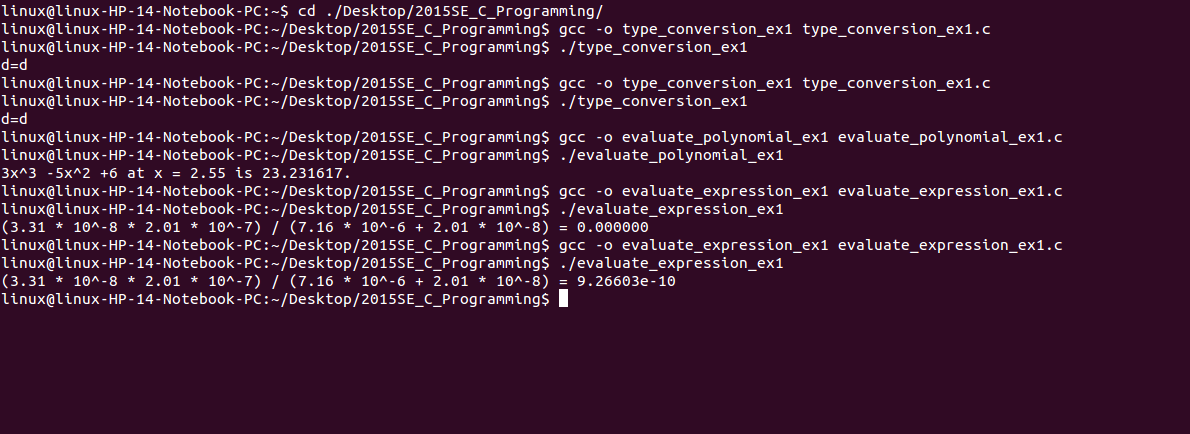 linux@linux-HP-14-Notebook-PC:~$ cd ./Desktop/2015SE_C_Programming/
linux@linux-HP-14-Notebook-PC:~/Desktop/2015SE_C_Programming$ gcc -o type_conversion_ex1 type_conversion_ex1.c
linux@linux-HP-14-Notebook-PC:~/Desktop/2015SE_C_Programming$ ./type_conversion_ex1
d=d
linux@linux-HP-14-Notebook-PC:~/Desktop/2015SE_C_Programming$ gcc -o type_conversion_ex1 type_conversion_ex1.c
linux@linux-HP-14-Notebook-PC:~/Desktop/2015SE_C_Programming$ ./type_conversion_ex1
d=d
linux@linux-HP-14-Notebook-PC:~/Desktop/2015SE_C_Programming$ gcc -o evaluate_polynomial_ex1 evaluate_polynomial_ex1.c
linux@linux-HP-14-Notebook-PC:~/Desktop/2015SE_C_Programming$ ./evaluate_polynomial_ex1
3x^3 -5x^2 +6 at x = 2.55 is 23.231617.
linux@linux-HP-14-Notebook-PC:~/Desktop/2015SE_C_Programming$ gcc -o evaluate_expression_ex1 evaluate_expression_ex1.c
linux@linux-HP-14-Notebook-PC:~/Desktop/2015SE_C_Programming$ ./evaluate_expression_ex1
(3.31 * 10^-8 * 2.01 * 10^-7) / (7.16 * 10^-6 + 2.01 * 10^-8) = 0.000000
linux@linux-HP-14-Notebook-PC:~/Desktop/2015SE_C_Programming$ gcc -o evaluate_expression_ex1 evaluate_expression_ex1.c
linux@linux-HP-14-Notebook-PC:~/Desktop/2015SE_C_Programming$ ./evaluate_expression_ex1
(3.31 * 10^-8 * 2.01 * 10^-7) / (7.16 * 10^-6 + 2.01 * 10^-8) = 9.26603e-10
linux@linux-HP-14-Notebook-PC:~/Desktop/2015SE_C_Programming$